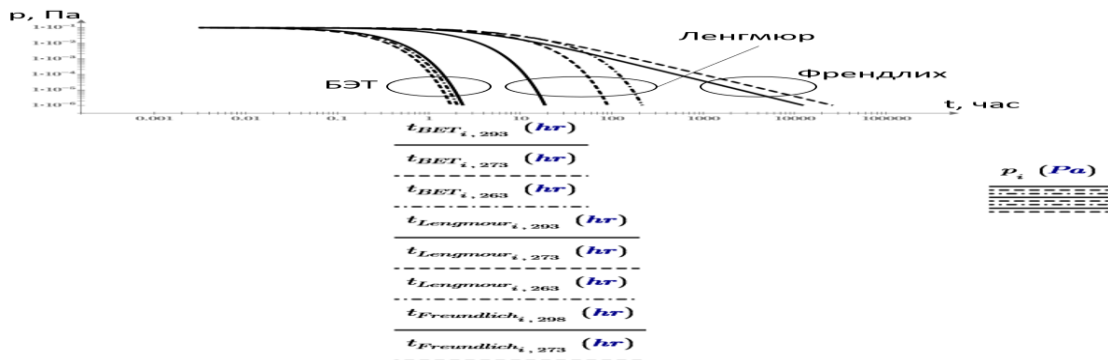 p, Па
1·10⁻¹
1·10⁻²
1·10⁻³
1·10⁻⁴
1·10⁻⁵
1·10⁻⁶
БЭТ
Ленгмюр
Френдлих
t, час
0.001 0.01 0.1 1 10 100 1000 10000 100000
t_BET_i,293 (hr)
t_BET_i,273 (hr)
t_BET_i,263 (hr)
t_Lengmour_i,293 (hr)
t_Lengmour_i,273 (hr)
t_Lengmour_i,263 (hr)
t_Freundlich_i,298 (hr)
t_Freundlich_i,273 (hr)
p_i (Pa)